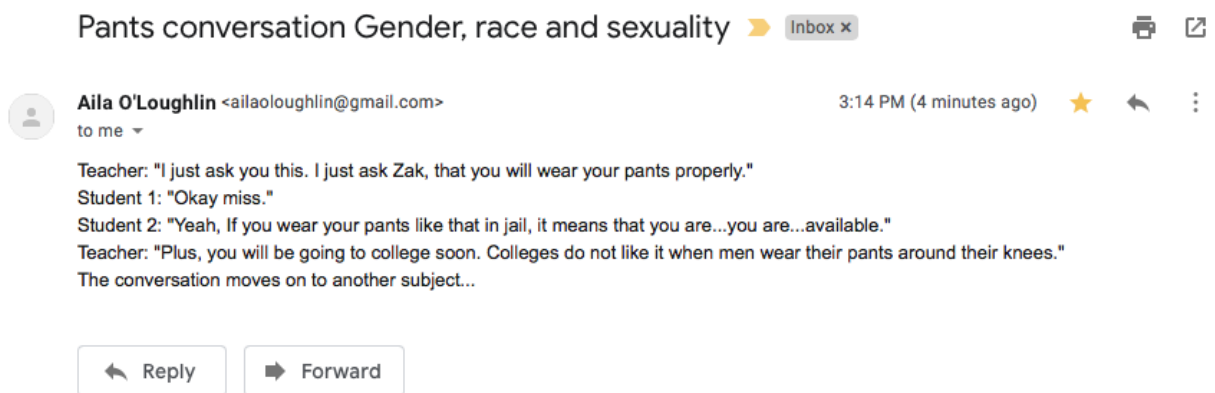 Pants conversation Gender, race and sexuality Inbox x
Aila O'Loughlin <ailaoloughlin@gmail.com> 3:14 PM (4 minutes ago)
to me
Teacher: "I just ask you this. I just ask Zak, that you will wear your pants properly."
Student 1: "Okay miss."
Student 2: "Yeah, If you wear your pants like that in jail, it means that you are...you are...available."
Teacher: "Plus, you will be going to college soon. Colleges do not like it when men wear their pants around their knees."
The conversation moves on to another subject...
Reply Forward